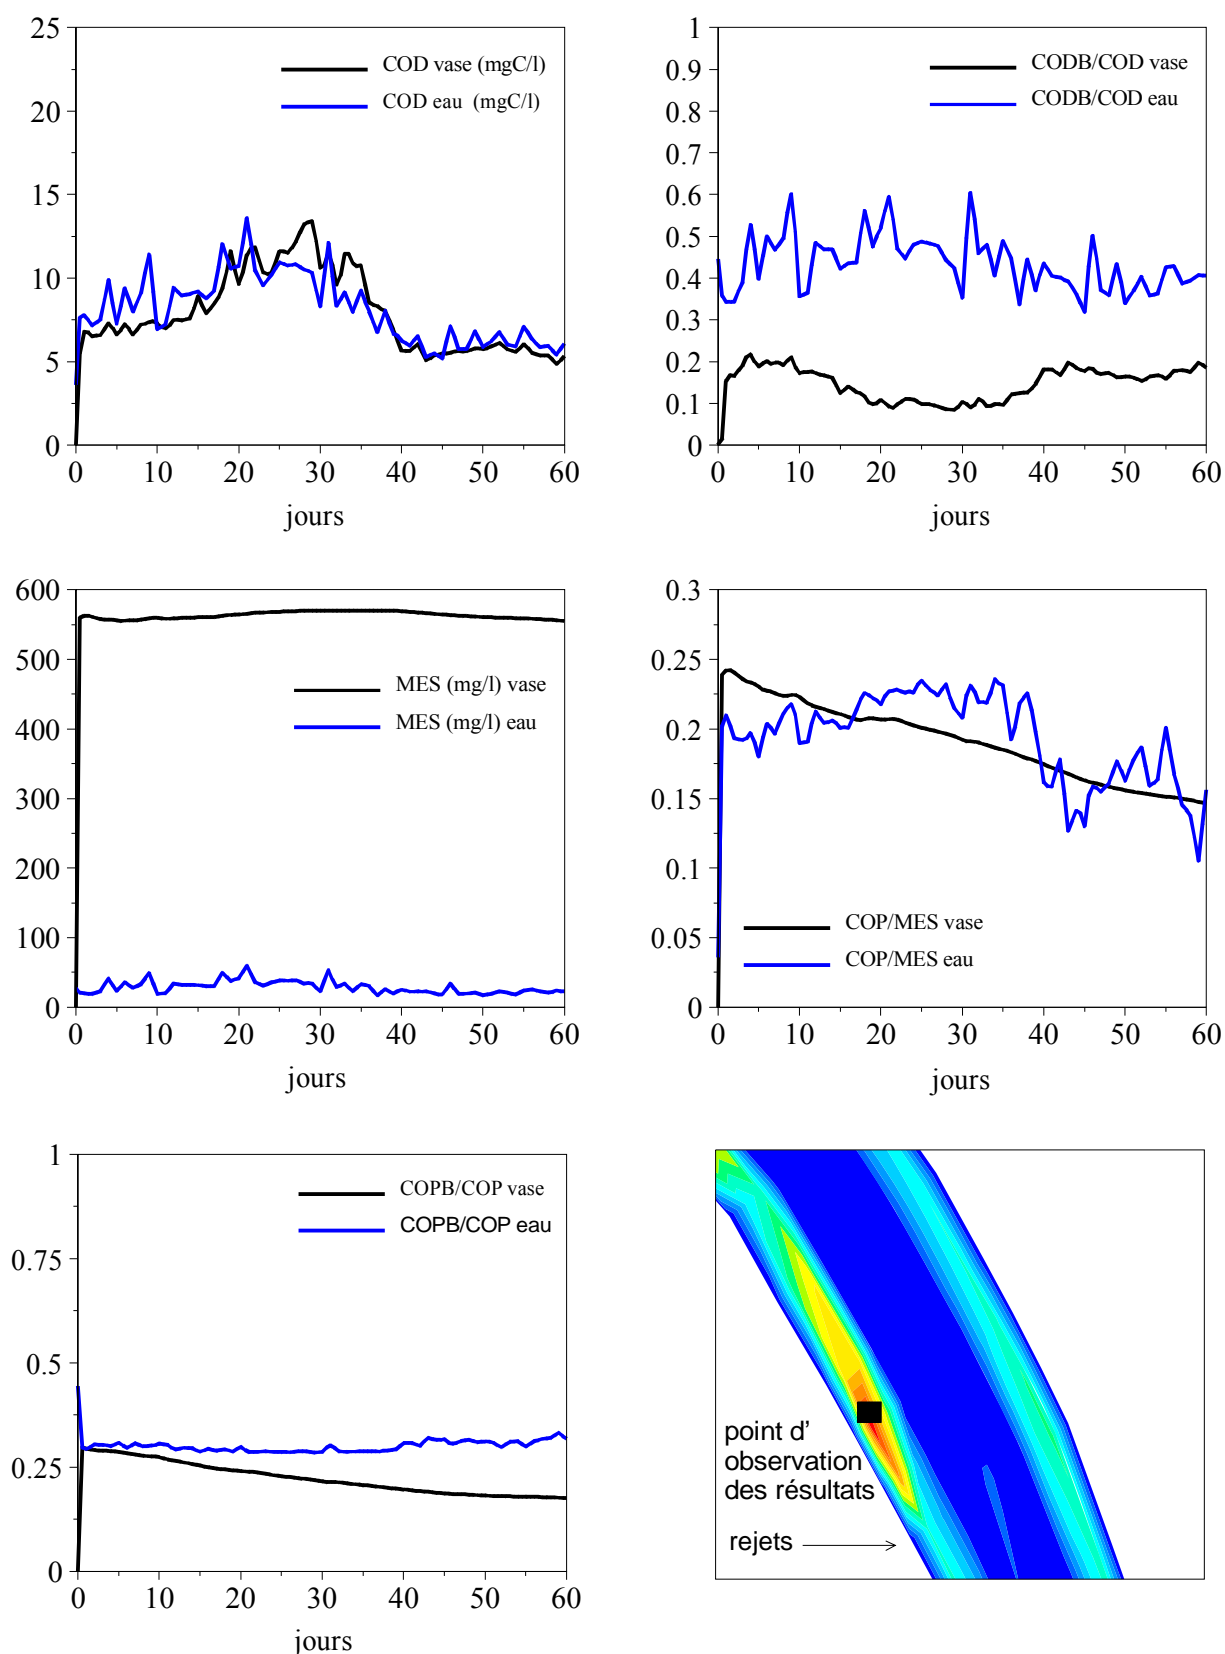 25
20
15
10
5
0
COD vase (mgC/l)
COD eau (mgC/l)
0 10 20 30 40 50 60
jours
1
0.9
0.8
0.7
0.6
0.5
0.4
0.3
0.2
0.1
0
CODB/COD vase
CODB/COD eau
0 10 20 30 40 50 60
jours
600
500
400
300
200
100
0
MES (mg/l) vase
MES (mg/l) eau
0 10 20 30 40 50 60
jours
0.3
0.25
0.2
0.15
0.1
0.05
0
COP/MES vase
COP/MES eau
0 10 20 30 40 50 60
jours
1
0.75
0.5
0.25
0
COPB/COP vase
COPB/COP eau
0 10 20 30 40 50 60
jours
point d'
observation
des résultats
rejets